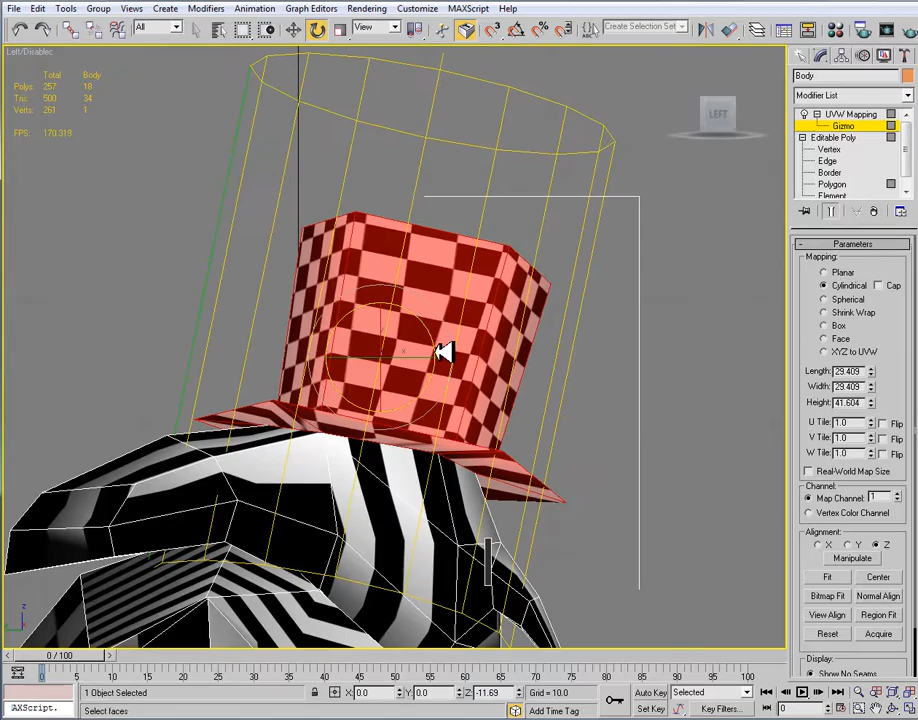 File Edit Tools Group Views Create Modifiers Animation Graph Editors Rendering Customize MAXScript Help
All View Create Selection Set
Left/Disabled
Total Body
Polys: 257 18
Tris: 500 34
Verts: 261 1
FPS: 170.319
LEFT
x
z
Body
Modifier List
UVW Mapping
Gizmo
Editable Poly
Vertex
Edge
Border
Polygon
Element
- Parameters
Mapping:
Planar
Cylindrical Cap
Spherical
Shrink Wrap
Box
Face
XYZ to UVW
Length: 29.409
Width: 29.409
Height: 41.604
U Tile: 1.0 Flip
V Tile: 1.0 Flip
W Tile: 1.0 Flip
Real-World Map Size
Channel:
Map Channel: 1
Vertex Color Channel
Alignment:
X Y Z
Manipulate
Fit Center
Bitmap Fit Normal Align
View Align Region Fit
Reset Acquire
Display:
Show No Seams
0 / 100
0 5 10 15 20 25 30 35 40 45 50 55 60 65 70 75 80 85 90 95 100
1 Object Selected X: 0.0 Y: 0.0 Z: -11.69 Grid = 10.0 Auto Key Selected
AXScript. Select faces Add Time Tag Set Key Key Filters... 0